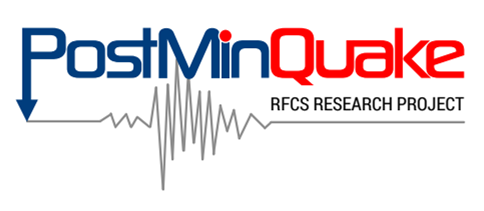 PostMinQuake
RFCS RESEARCH PROJECT